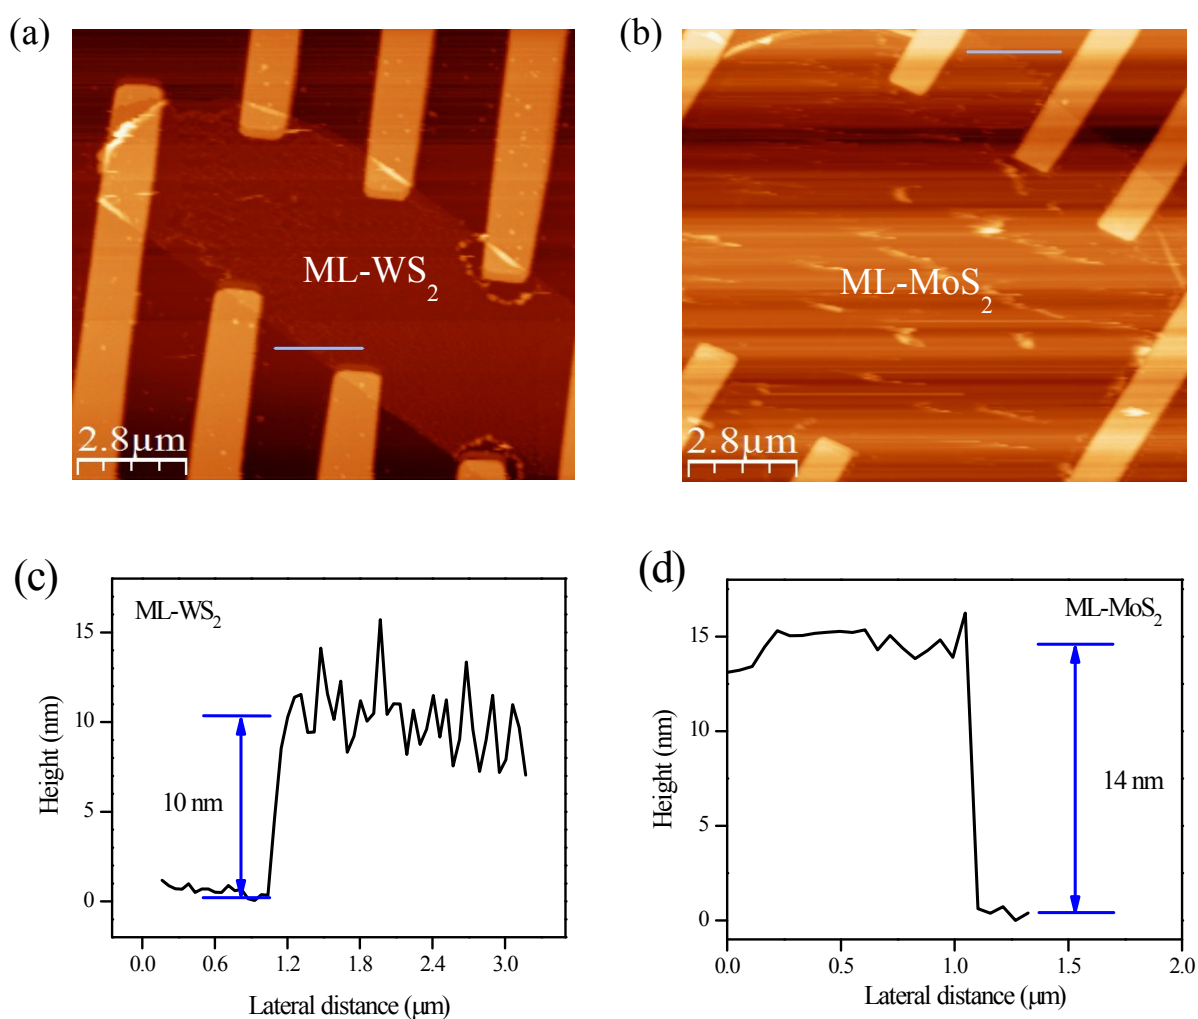 (a)
(b)
ML-WS₂
ML-MoS₂
2.8µm
2.8µm
(c)
(d)
ML-WS₂
ML-MoS₂
15
10
5
0
Height (nm)
10 nm
0.0 0.6 1.2 1.8 2.4 3.0
Lateral distance (µm)
15
10
5
0
Height (nm)
14 nm
0.0 0.5 1.0 1.5 2.0
Lateral distance (µm)